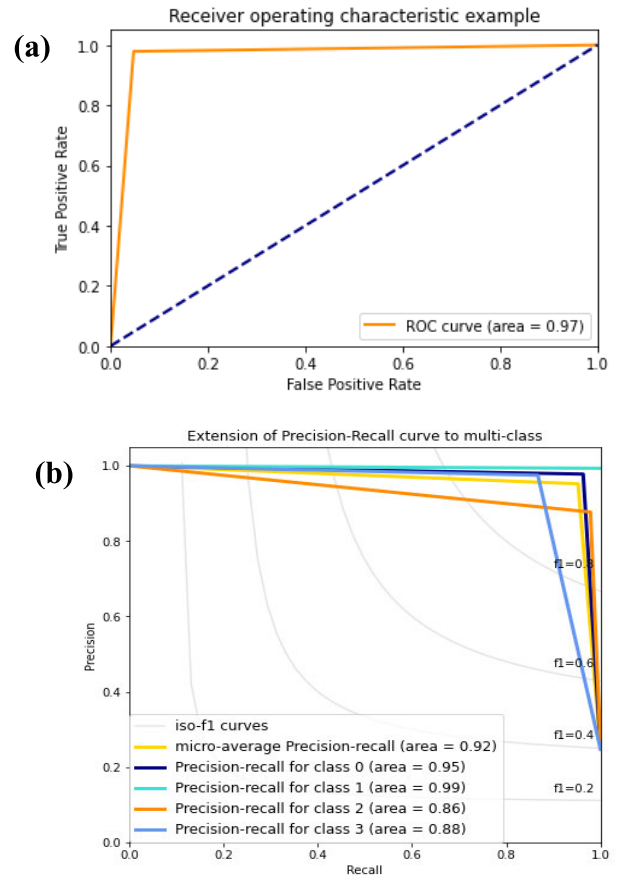 Receiver operating characteristic example
(a)
1.0
0.8
0.6
0.4
0.2
0.0
True Positive Rate
ROC curve (area = 0.97)
0.0 0.2 0.4 0.6 0.8 1.0
False Positive Rate
Extension of Precision-Recall curve to multi-class
(b)
1.0
0.8
0.6
0.4
0.2
0.0
Precision
f1=0.8
f1=0.6
f1=0.4
f1=0.2
iso-f1 curves
micro-average Precision-recall (area = 0.92)
Precision-recall for class 0 (area = 0.95)
Precision-recall for class 1 (area = 0.99)
Precision-recall for class 2 (area = 0.86)
Precision-recall for class 3 (area = 0.88)
0.0 0.2 0.4 0.6 0.8 1.0
Recall